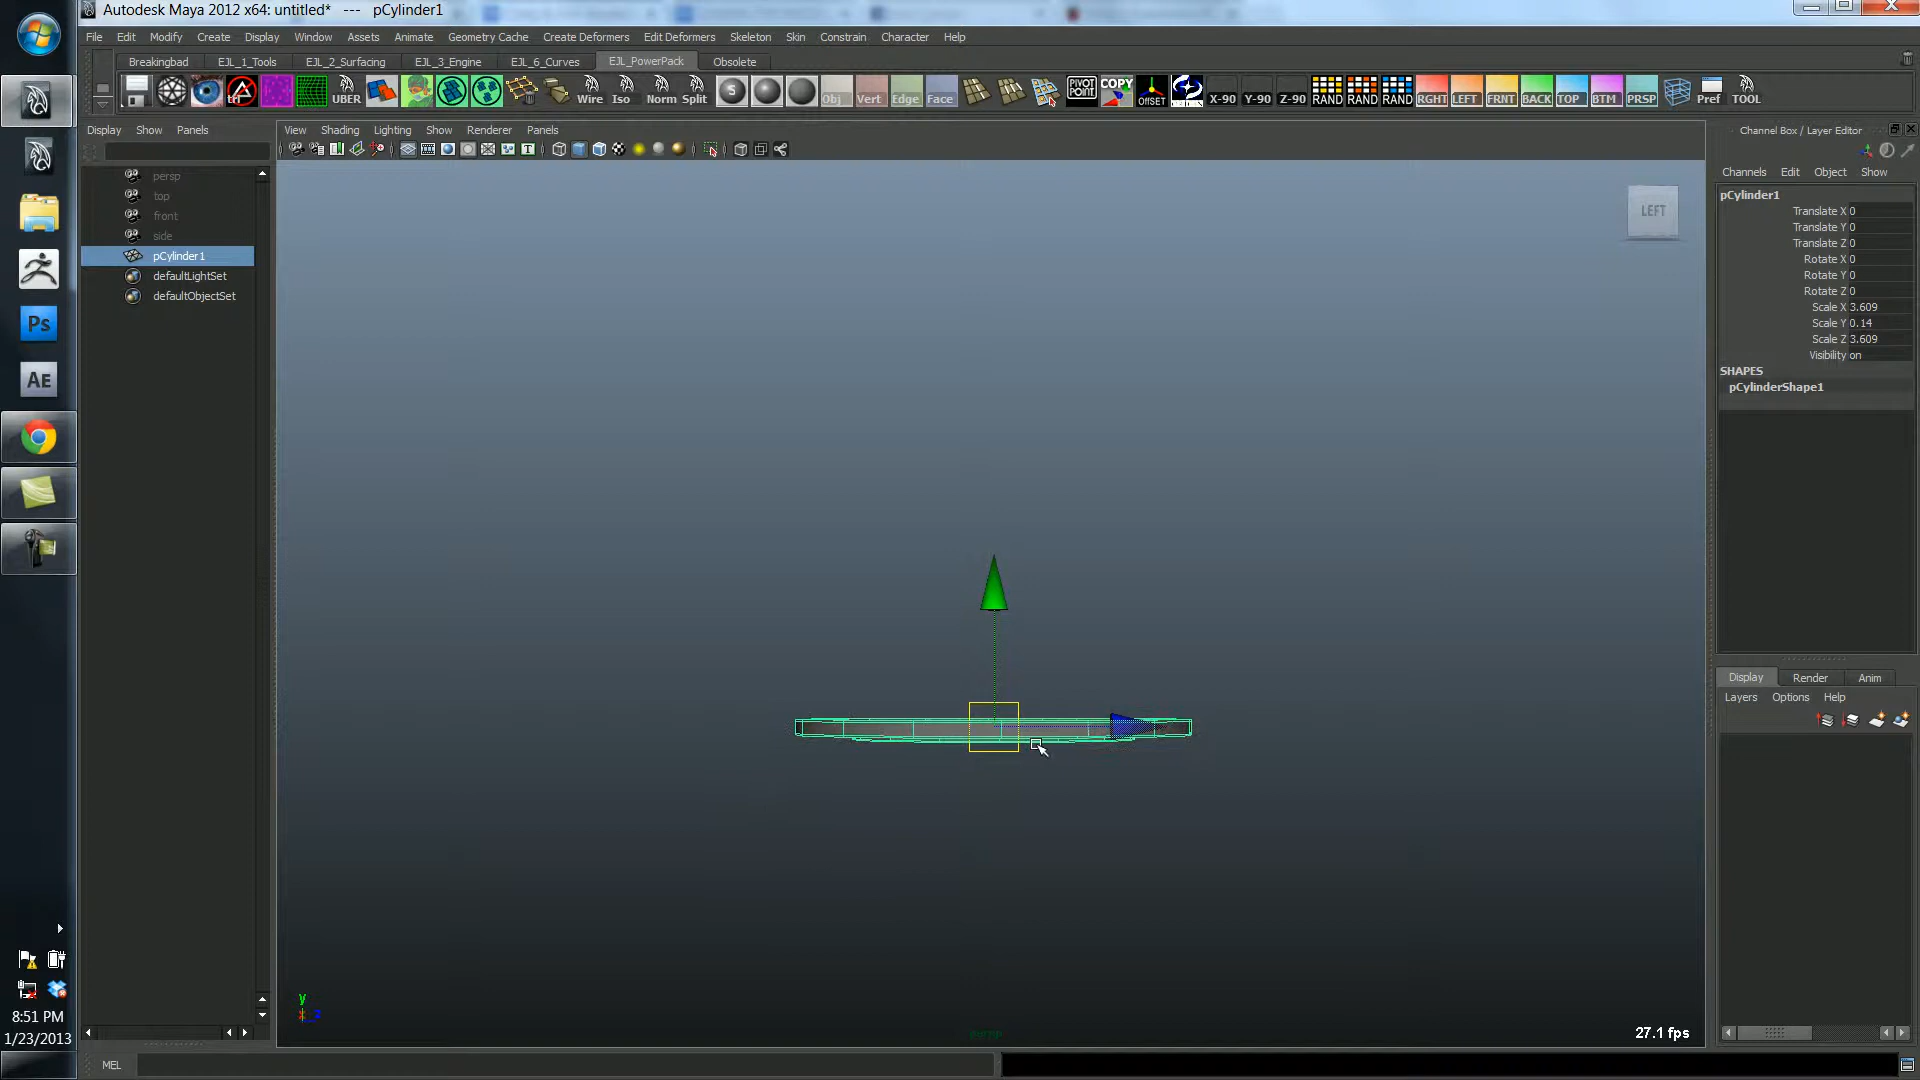 Autodesk Maya 2012 x64: untitled* --- pCylinder1
File Edit Modify Create Display Window Assets Animate Geometry Cache Create Deformers Edit Deformers Skeleton Skin Constrain Character Help
Breakingbad EJL_1_Tools EJL_2_Surfacing EJL_3_Engine EJL_6_Curves EJL_PowerPack Obsolete
tri UBER Wire Iso Norm Split S Obj Vert Edge Face PIVOT POINT COPY OFFSET X-90 Y-90 Z-90 RAND RAND RAND RGHT LEFT FRNT BACK TOP BTM PRSP Pref TOOL
Display Show Panels
View Shading Lighting Show Renderer Panels
Channel Box / Layer Editor
Channels Edit Object Show
persp
top
front
side
pCylinder1
defaultLightSet
defaultObjectSet
LEFT
pCylinder1
Translate X 0
Translate Y 0
Translate Z 0
Rotate X 0
Rotate Y 0
Rotate Z 0
Scale X 3.609
Scale Y 0.14
Scale Z 3.609
Visibility on
SHAPES
pCylinderShape1
Display Render Anim
Layers Options Help
Ps
AE
y
z
persp
27.1 fps
8:51 PM
1/23/2013
MEL